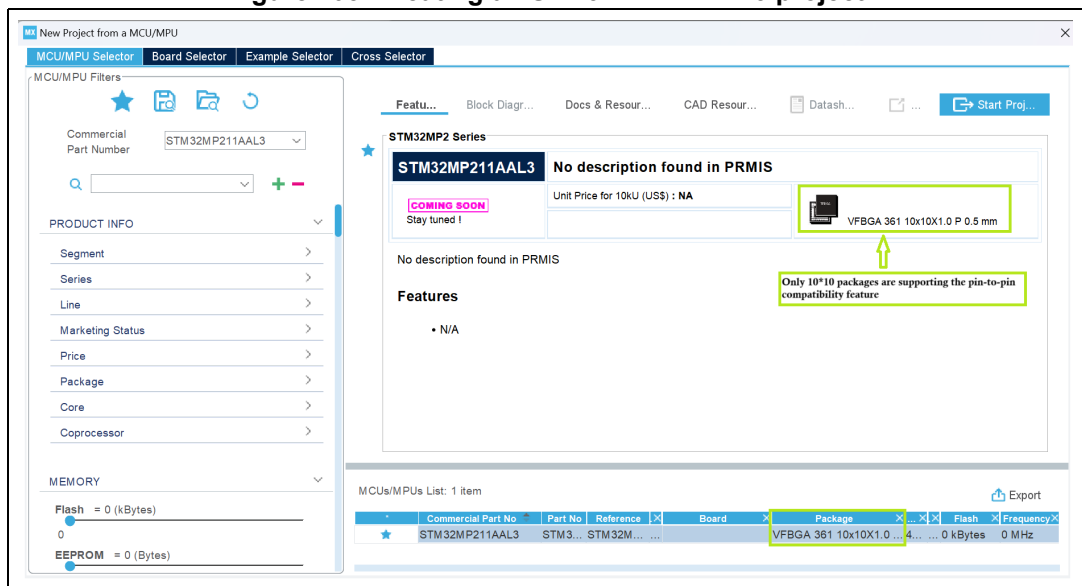 MX New Project from a MCU/MPU
MCU/MPU Selector Board Selector Example Selector Cross Selector
MCU/MPU Filters
Commercial
Part Number
STM32MP211AAL3
PRODUCT INFO
Segment
Series
Line
Marketing Status
Price
Package
Core
Coprocessor
MEMORY
Flash = 0 (kBytes)
0
EEPROM = 0 (Bytes)
Featu... Block Diagr... Docs & Resour... CAD Resour... Datash... ... Start Proj...
STM32MP2 Series
STM32MP211AAL3 No description found in PRMIS
COMING SOON
Stay tuned !
Unit Price for 10kU (US$) : NA
VFBGA 361 10x10X1.0 P 0.5 mm
Only 10*10 packages are supporting the pin-to-pin
compatibility feature
No description found in PRMIS
Features
• N/A
MCUs/MPUs List: 1 item
Export
* Commercial Part No Part No Reference X Board X Package X ... X X Flash X Frequency X
STM32MP211AAL3 STM3... STM32M... ... VFBGA 361 10x10X1.0 ... 4... ... 0 kBytes 0 MHz